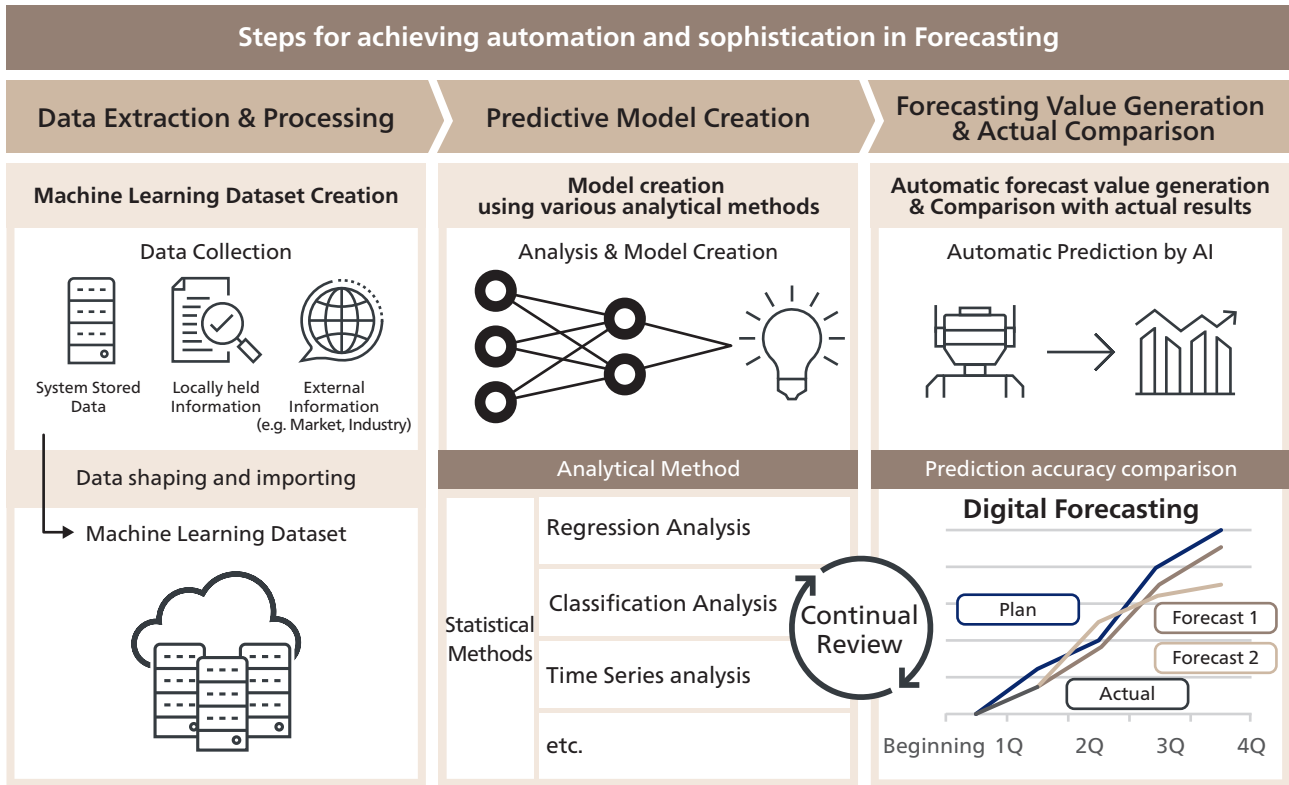 Steps for achieving automation and sophistication in Forecasting
Data Extraction & Processing
Predictive Model Creation
Forecasting Value Generation
& Actual Comparison
Machine Learning Dataset Creation
Data Collection
System Stored
Data
Locally held
Information
External
Information
(e.g. Market, Industry)
Data shaping and importing
Machine Learning Dataset
Model creation
using various analytical methods
Analysis & Model Creation
Analytical Method
Statistical
Methods
Regression Analysis
Classification Analysis
Time Series analysis
etc.
Continual
Review
Automatic forecast value generation
& Comparison with actual results
Automatic Prediction by AI
Prediction accuracy comparison
Digital Forecasting
Plan
Forecast 1
Forecast 2
Actual
Beginning 1Q 2Q 3Q 4Q